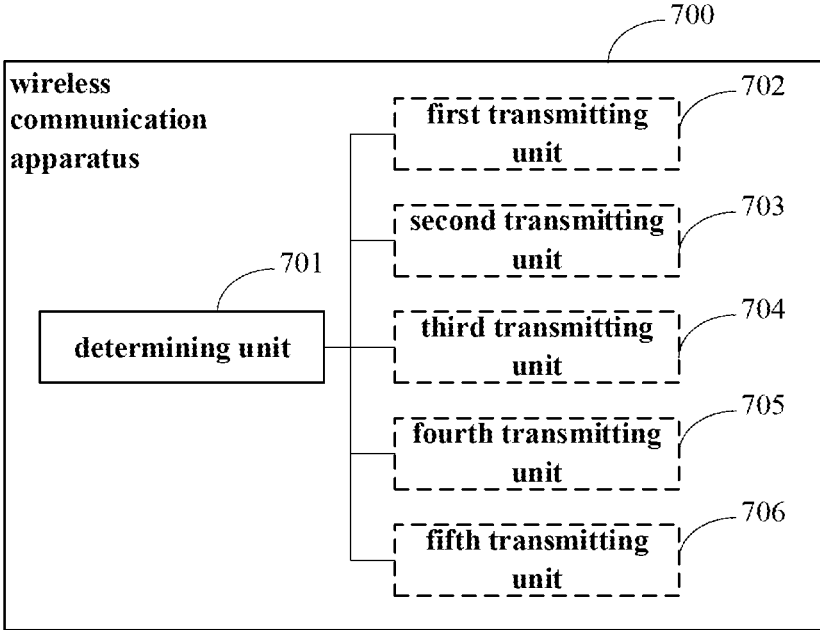 700
wireless
communication
apparatus
702
first transmitting
unit
703
second transmitting
unit
701
determining unit
704
third transmitting
unit
705
fourth transmitting
unit
706
fifth transmitting
unit